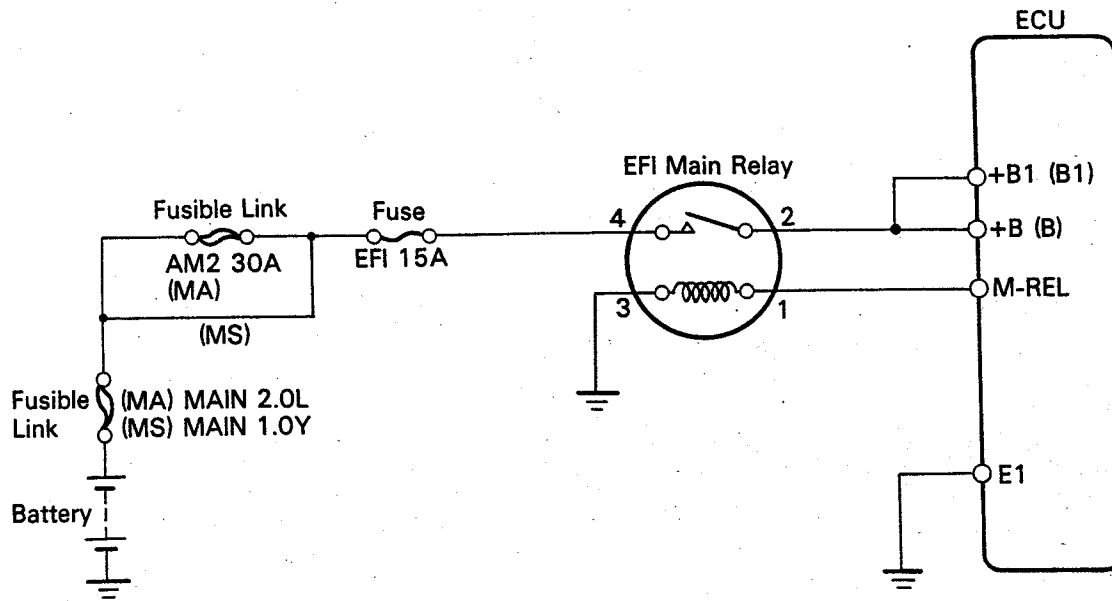 ECU
EFI Main Relay
+B1 (B1)
Fusible Link
Fuse
4
2
+B (B)
AM2 30A
EFI 15A
(MA)
M-REL
3
1
(MS)
Fusible
Link
(MA) MAIN 2.0L
(MS) MAIN 1.0Y
E1
Battery